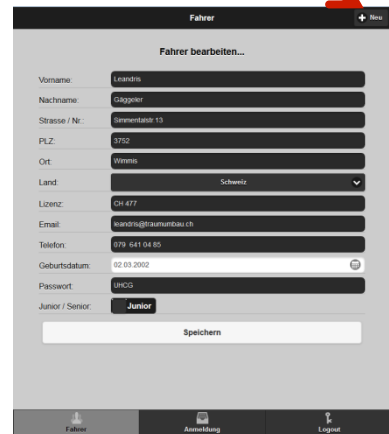 Fahrer
Neu
Fahrer bearbeiten...
Vorname: Leandris
Nachname: Gäggeler
Strasse / Nr.: Simmentalstr.13
PLZ: 3752
Ort: Wimmis
Land: Schweiz
Lizenz: CH 477
Email: leandris@traumumbau.ch
Telefon: 079 641 04 85
Geburtsdatum: 02.03.2002
Passwort: UHCG
Junior / Senior: Junior
Speichern
Fahrer Anmeldung Logout